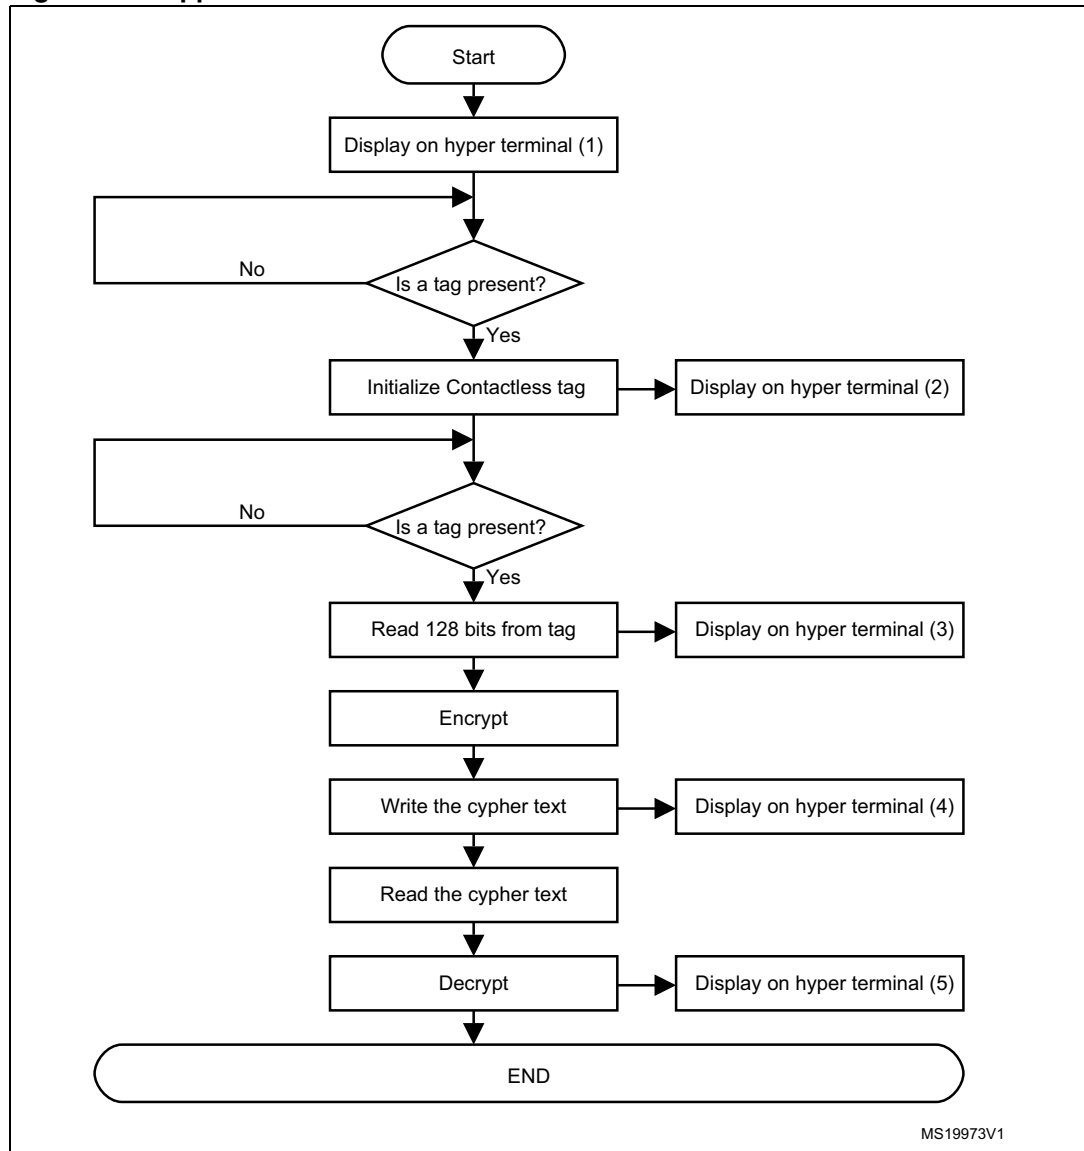 Start
Display on hyper terminal (1)
No
Is a tag present?
Yes
Initialize Contactless tag
Display on hyper terminal (2)
No
Is a tag present?
Yes
Read 128 bits from tag
Display on hyper terminal (3)
Encrypt
Write the cypher text
Display on hyper terminal (4)
Read the cypher text
Decrypt
Display on hyper terminal (5)
END
MS19973V1